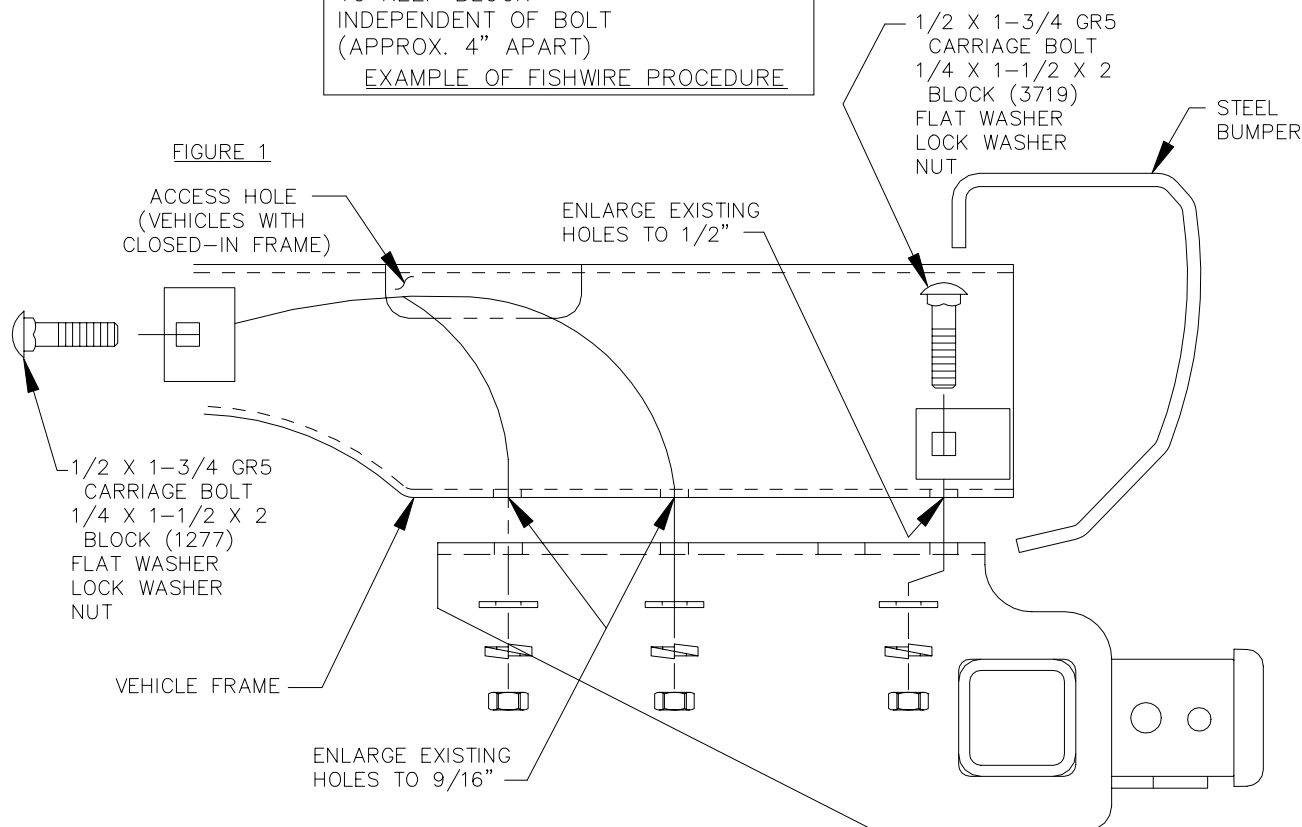 INDEPENDENT OF BOLT
(APPROX. 4” APART)
EXAMPLE OF FISHWIRE PROCEDURE
1/2 X 1-3/4 GR5
CARRIAGE BOLT
1/4 X 1-1/2 X 2
BLOCK (3719)
FLAT WASHER
LOCK WASHER
NUT
STEEL
BUMPER
FIGURE 1
ACCESS HOLE
(VEHICLES WITH
CLOSED-IN FRAME)
ENLARGE EXISTING
HOLES TO 1/2”
1/2 X 1-3/4 GR5
CARRIAGE BOLT
1/4 X 1-1/2 X 2
BLOCK (1277)
FLAT WASHER
LOCK WASHER
NUT
VEHICLE FRAME
ENLARGE EXISTING
HOLES TO 9/16”